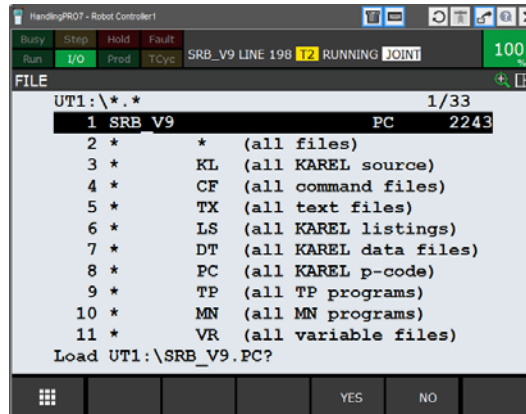 HandlingPRO7 - Robot Controller1
Busy Step Hold Fault
Run I/O Prod TCyc
SRB_V9 LINE 198 T2 RUNNING JOINT
100
%
FILE
UT1:\*.* 1/33
1 SRB_V9 PC 2243
2 * * (all files)
3 * KL (all KAREL source)
4 * CF (all command files)
5 * TX (all text files)
6 * LS (all KAREL listings)
7 * DT (all KAREL data files)
8 * PC (all KAREL p-code)
9 * TP (all TP programs)
10 * MN (all MN programs)
11 * VR (all variable files)
Load UT1:\SRB_V9.PC?
YES NO